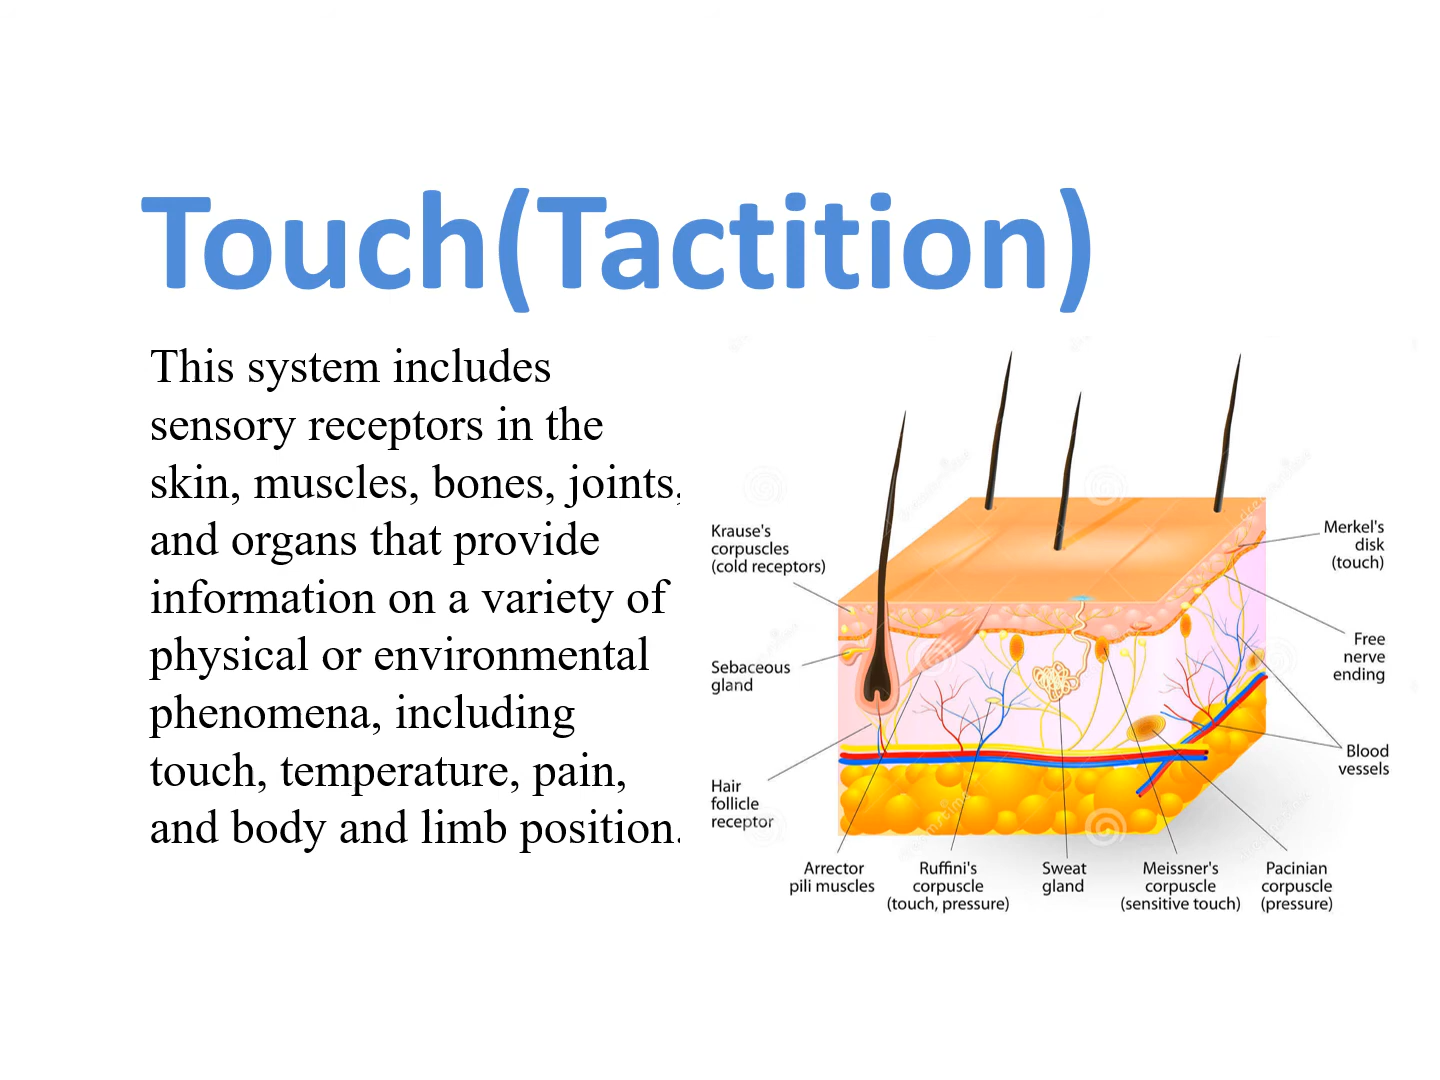 Touch(Tactition)
This system includes
sensory receptors in the
skin, muscles, bones, joints,
and organs that provide
information on a variety of
physical or environmental
phenomena, including
touch, temperature, pain,
and body and limb position.
Krause's
corpuscles
(cold receptors)
Sebaceous
gland
Hair
follicle
receptor
Arrector
pili muscles
Ruffini's
corpuscle
(touch, pressure)
Sweat
gland
Meissner's
corpuscle
(sensitive touch)
Pacinian
corpuscle
(pressure)
Merkel's
disk
(touch)
Free
nerve
ending
Blood
vessels